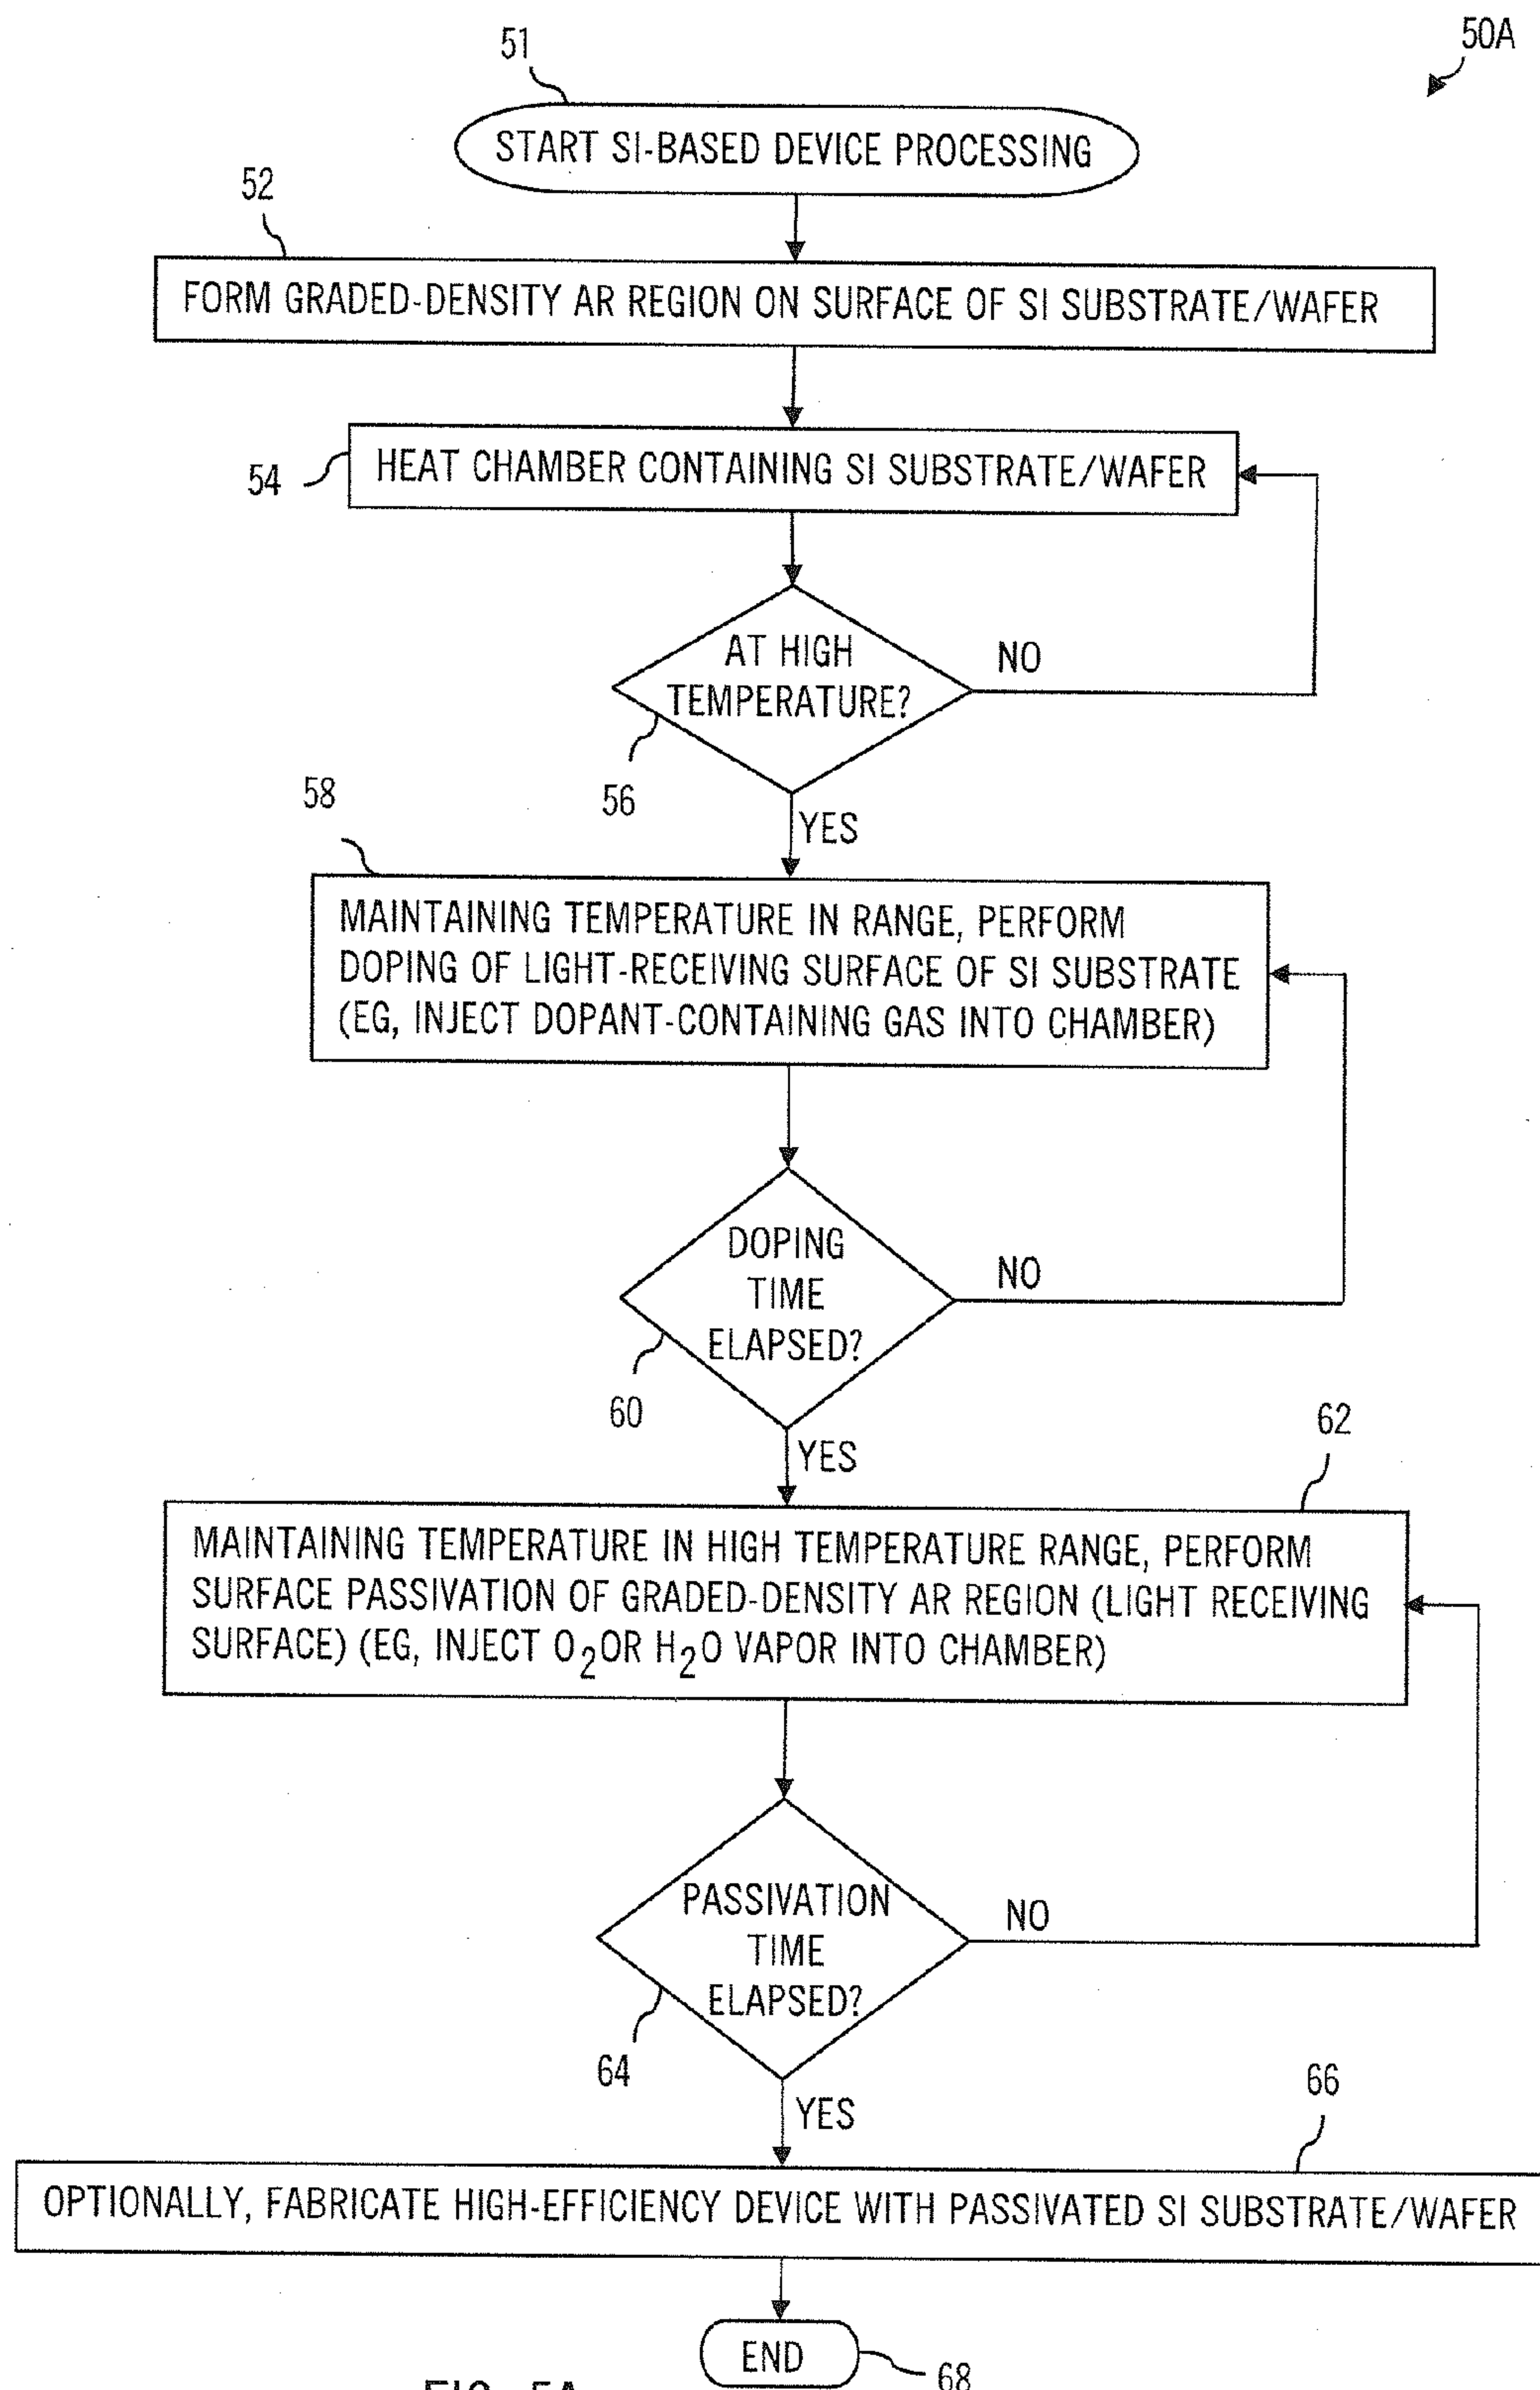 50A
51
START SI-BASED DEVICE PROCESSING
52
FORM GRADED-DENSITY AR REGION ON SURFACE OF SI SUBSTRATE/WAFER
54
HEAT CHAMBER CONTAINING SI SUBSTRATE/WAFER
AT HIGH
TEMPERATURE?
NO
56
YES
58
MAINTAINING TEMPERATURE IN RANGE, PERFORM
DOPING OF LIGHT-RECEIVING SURFACE OF SI SUBSTRATE
(EG, INJECT DOPANT-CONTAINING GAS INTO CHAMBER)
DOPING
TIME
ELAPSED?
NO
60
YES
62
MAINTAINING TEMPERATURE IN HIGH TEMPERATURE RANGE, PERFORM
SURFACE PASSIVATION OF GRADED-DENSITY AR REGION (LIGHT RECEIVING
SURFACE) (EG, INJECT O2 OR H2O VAPOR INTO CHAMBER)
PASSIVATION
TIME
ELAPSED?
NO
64
YES
66
OPTIONALLY, FABRICATE HIGH-EFFICIENCY DEVICE WITH PASSIVATED SI SUBSTRATE/WAFER
END
68
FIG. 5A